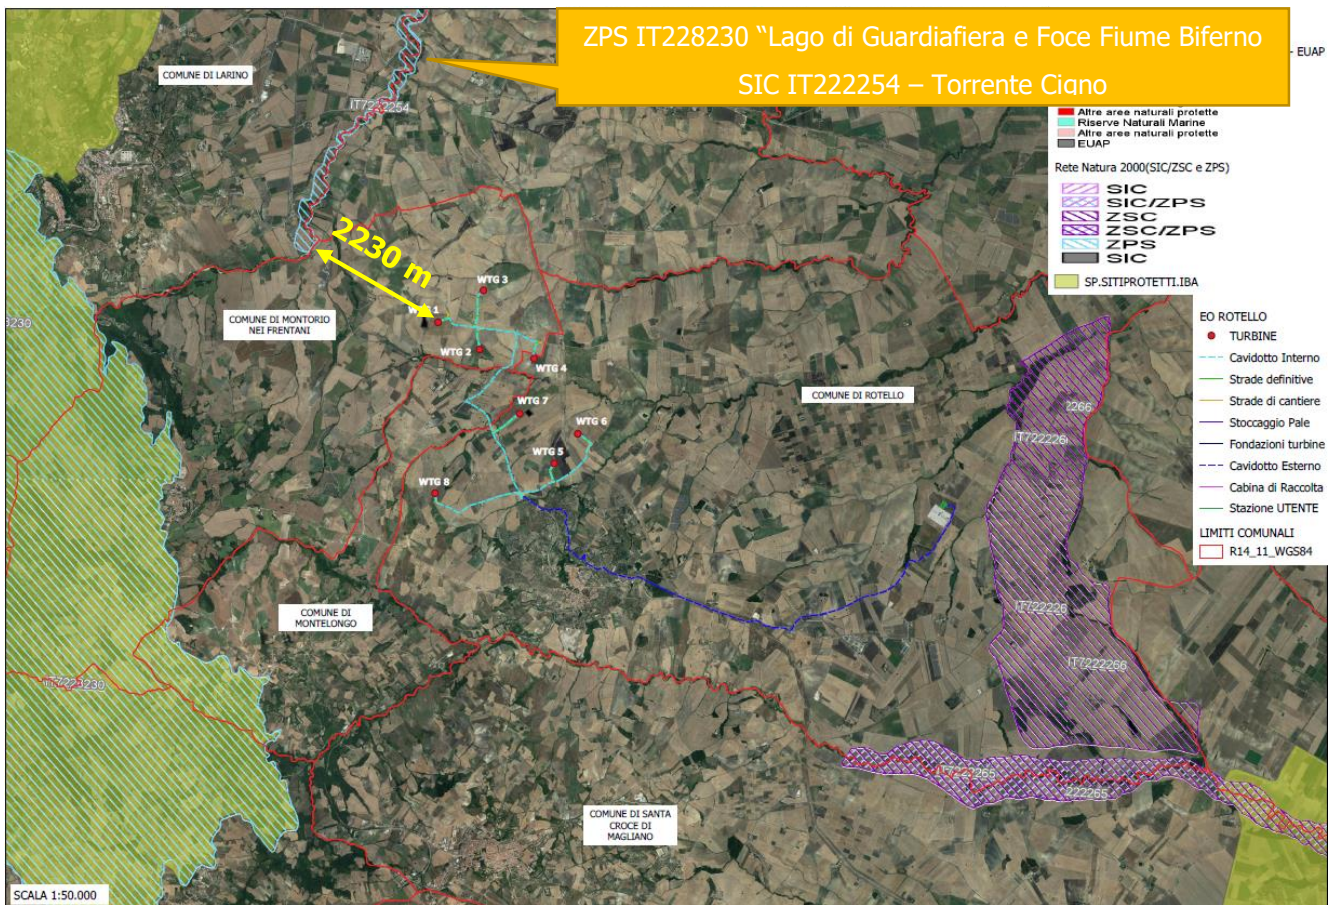 ZPS IT228230 “Lago di Guardiafiera e Foce Fiume Biferno
SIC IT222254 – Torrente Cigno
- EUAP
Altre aree naturali protette
Riserve Naturali Marine
Altre aree naturali protette
EUAP
Rete Natura 2000(SIC/ZSC e ZPS)
SIC
SIC/ZPS
ZSC
ZSC/ZPS
ZPS
SIC
SP.SITIPROTETTI.IBA
EO ROTELLO
TURBINE
Cavidotto Interno
Strade definitive
Strade di cantiere
Stoccaggio Pale
Fondazioni turbine
Cavidotto Esterno
Cabina di Raccolta
Stazione UTENTE
LIMITI COMUNALI
R14_11_WGS84
COMUNE DI LARINO
IT7222254
2230 m
WTG 3
COMUNE DI MONTORIO
NEI FRENTANI
WTG 2
WTG 4
COMUNE DI ROTELLO
WTG 7
WTG 6
WTG 5
WTG 8
2266
IT722226
IT722226
IT7222266
COMUNE DI
MONTELONGO
IT7222265
222265
COMUNE DI SANTA
CROCE DI
MAGLIANO
SCALA 1:50.000